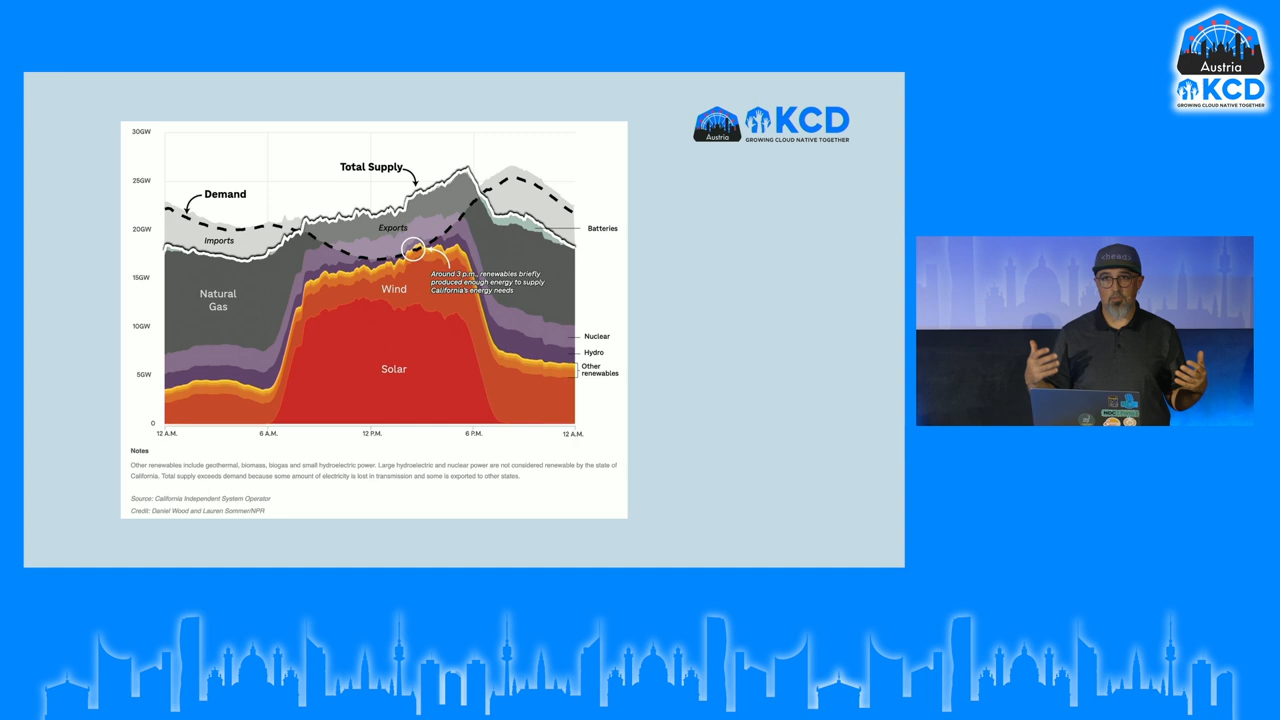 Austria
KCD
GROWING CLOUD NATIVE TOGETHER
Austria
KCD
GROWING CLOUD NATIVE TOGETHER
30GW
25GW
20GW
15GW
10GW
5GW
0
Total Supply
Demand
Imports
Exports
Batteries
Around 3 p.m., renewables briefly
produced enough energy to supply
California's energy needs
Natural
Gas
Wind
Solar
Nuclear
Hydro
Other
renewables
12 A.M.
6 A.M.
12 P.M.
6 P.M.
12 A.M.
Notes
Other renewables include geothermal, biomass, biogas and small hydroelectric power. Large hydroelectric and nuclear power are not considered renewable by the state of
California. Total supply exceeds demand because some amount of electricity is lost in transmission and some is exported to other states.
Source: California Independent System Operator
Credit: Daniel Wood and Lauren Sommer/NPR